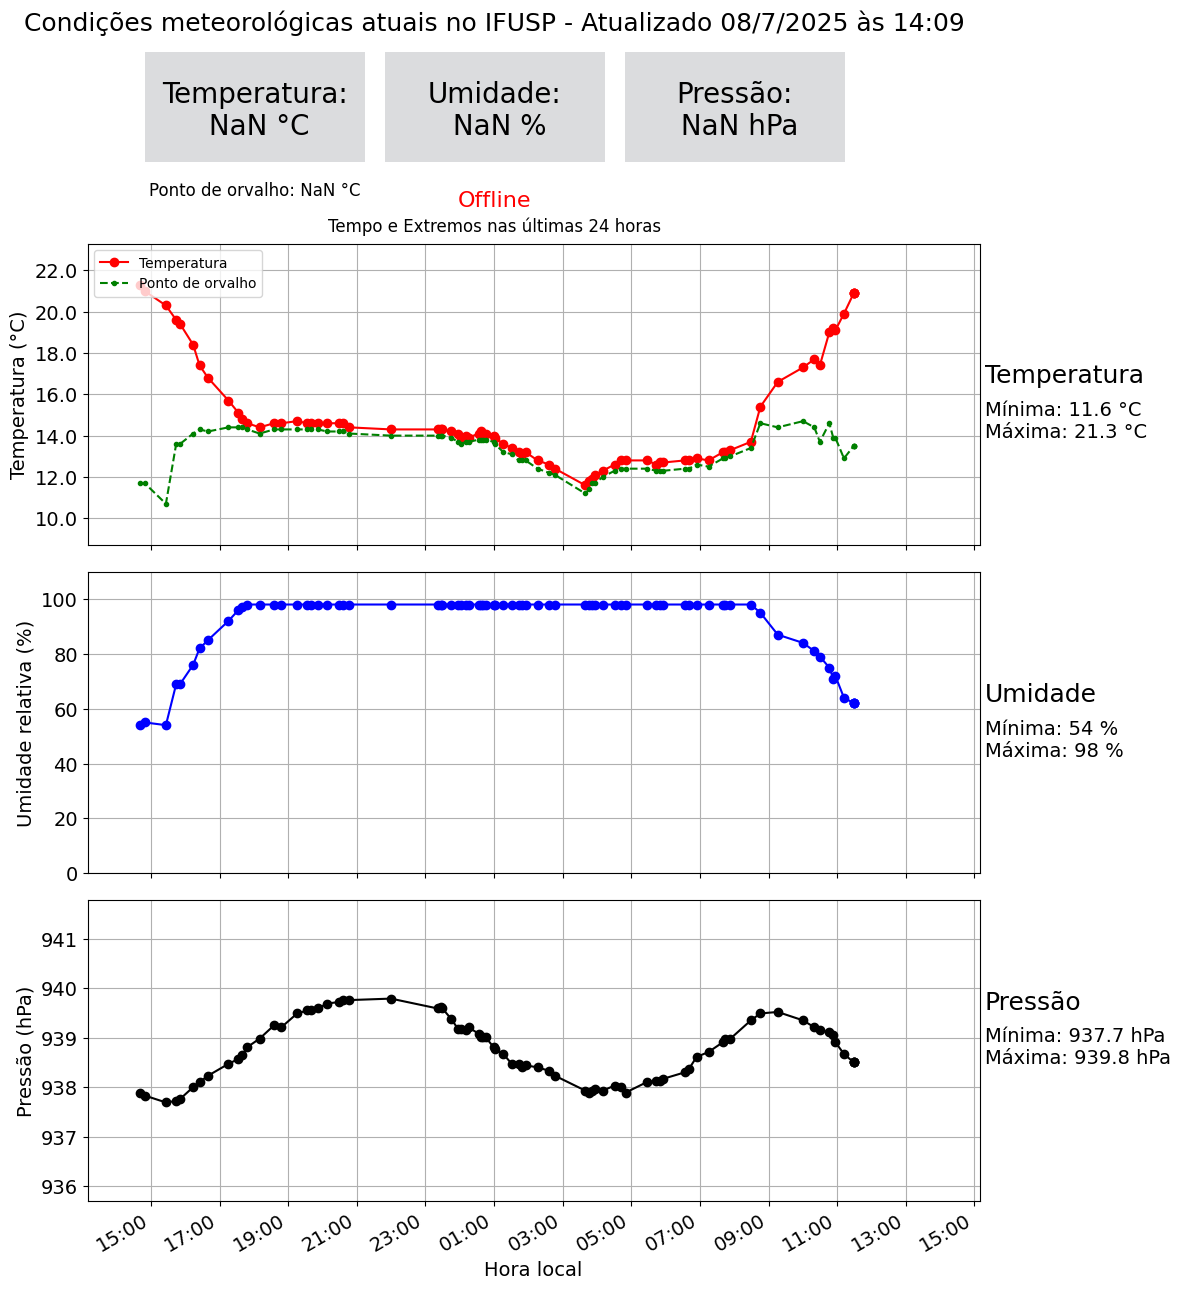 Condições meteorológicas atuais no IFUSP - Atualizado 08/7/2025 às 14:09
Temperatura:
NaN °C
Umidade:
NaN %
Pressão:
NaN hPa
Ponto de orvalho: NaN °C
Offline
Tempo e Extremos nas últimas 24 horas
Temperatura
Ponto de orvalho
Temperatura (°C)
22.0
20.0
18.0
16.0
14.0
12.0
10.0
Temperatura
Mínima: 11.6 °C
Máxima: 21.3 °C
Umidade relativa (%)
100
80
60
40
20
0
Umidade
Mínima: 54 %
Máxima: 98 %
Pressão (hPa)
941
940
939
938
937
936
Pressão
Mínima: 937.7 hPa
Máxima: 939.8 hPa
15:00
17:00
19:00
21:00
23:00
01:00
03:00
05:00
07:00
09:00
11:00
13:00
15:00
Hora local